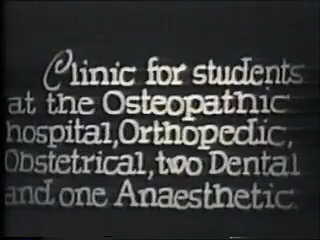 Clinic for students
at the Osteopathic
hospital, Orthopedic,
Obstetrical, two Dental
and one Anaesthetic.